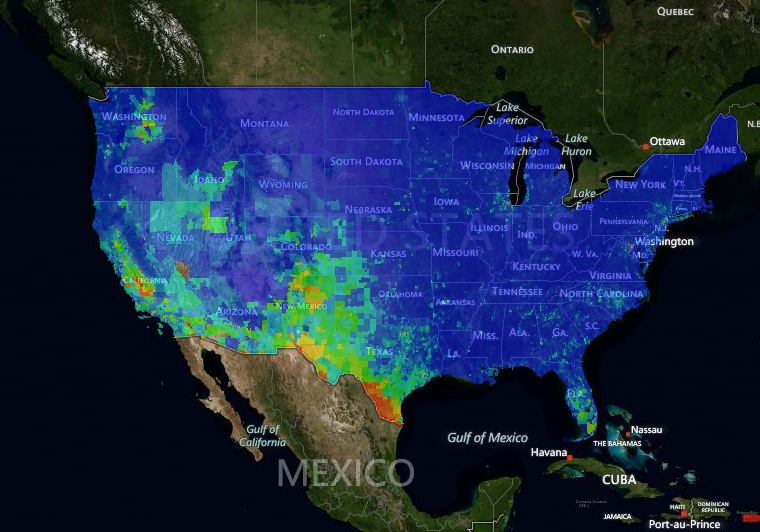 QUEBEC
ONTARIO
N.B
Ottawa
WASHINGTON
MONTANA
NORTH DAKOTA
MINNESOTA
Lake
Superior
Lake
Michigan
Lake
Huron
MAINE
OREGON
IDAHO
WYOMING
SOUTH DAKOTA
WISCONSIN
MICHIGAN
VT.
N.H.
NEW YORK
Lake
Erie
NEBRASKA
IOWA
ILLINOIS
IND.
OHIO
PENNSYLVANIA
N.J.
UNITED STATES
NEVADA
UTAH
COLORADO
KANSAS
MISSOURI
W. VA.
MD.
Washington
KENTUCKY
VIRGINIA
CALIFORNIA
ARIZONA
NEW MEXICO
OKLAHOMA
ARKANSAS
TENNESSEE
NORTH CAROLINA
S.C.
TEXAS
LA.
MISS.
ALA.
GA.
FLA.
Gulf of
California
Gulf of Mexico
MEXICO
Nassau
THE BAHAMAS
Havana
CUBA
JAMAICA
HAITI
DOMINICAN
REPUBLIC
Port-au-Prince